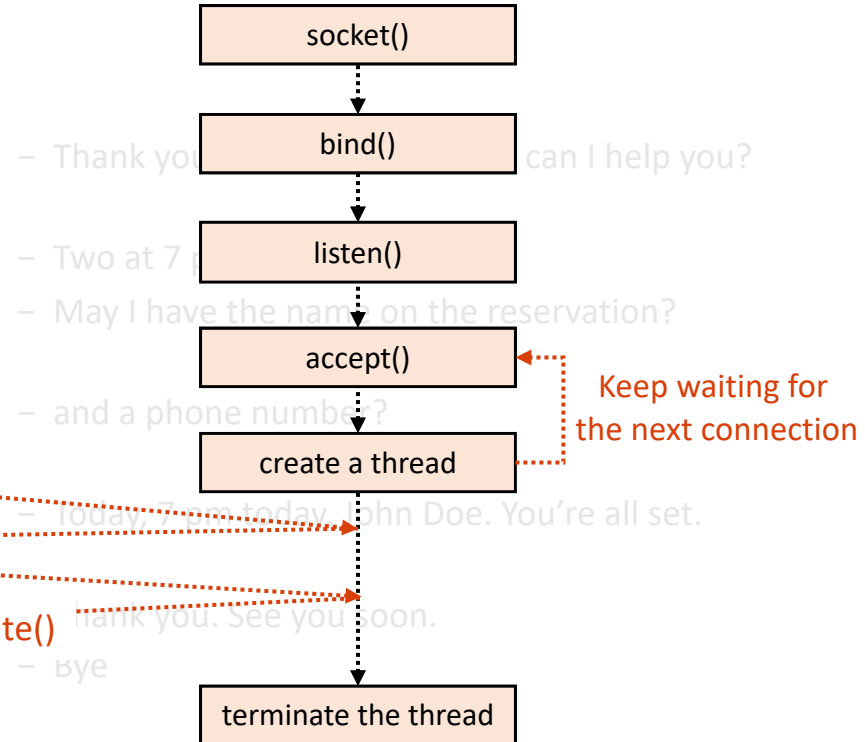 socket()
bind()
– Thank you can I help you?
listen()
– Two at 7 p
– May I have the name on the reservation?
accept()
Keep waiting for
the next connection
– and a phone number?
create a thread
– Today, 7 pm today, John Doe. You’re all set.
Thank you. See you soon.
te()
– Bye
terminate the thread